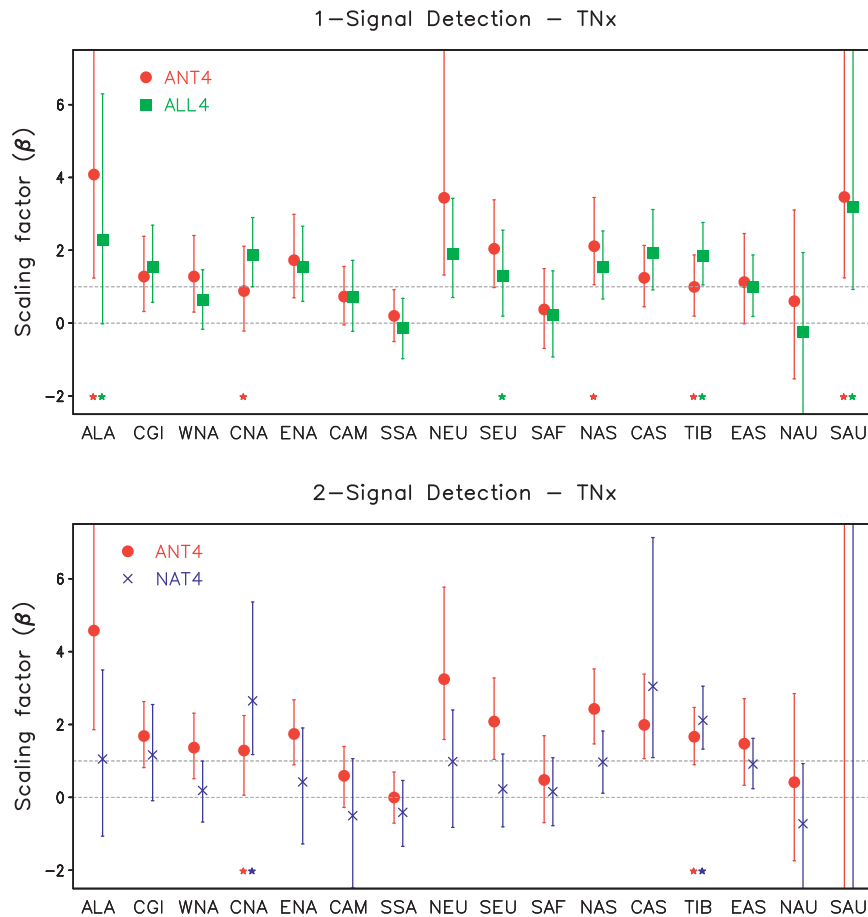 1-Signal Detection - TNx
Scaling factor (β)
ANT4
ALL4
6
4
2
0
-2
ALA CGI WNA CNA ENA CAM SSA NEU SEU SAF NAS CAS TIB EAS NAU SAU
2-Signal Detection - TNx
Scaling factor (β)
ANT4
NAT4
6
4
2
0
-2
ALA CGI WNA CNA ENA CAM SSA NEU SEU SAF NAS CAS TIB EAS NAU SAU